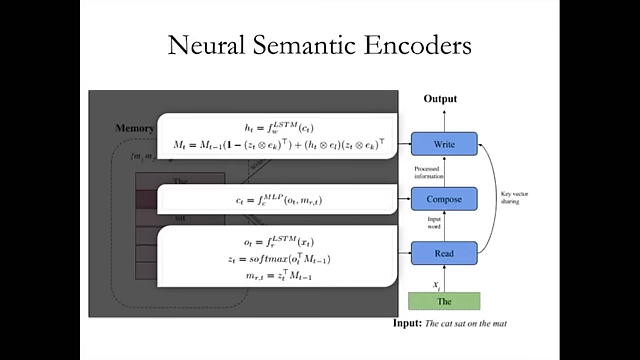 Neural Semantic Encoders
Output
Memory
h_t = f_w^{LSTM}(c_t)
M_t = M_{t-1}(1 - (z_t ⊗ e_k)^⊤) + (h_t ⊗ e_l)(z_t ⊗ e_k)^⊤
Write
Processed
information
Key vector
sharing
c_t = f_c^{MLP}(o_t, m_{r,t})
Compose
Input
word
The
sat
o_t = f_r^{LSTM}(x_t)
z_t = softmax(o_t^⊤ M_{t-1})
m_{r,t} = z_t^⊤ M_{t-1}
Read
x_t
The
Input: The cat sat on the mat